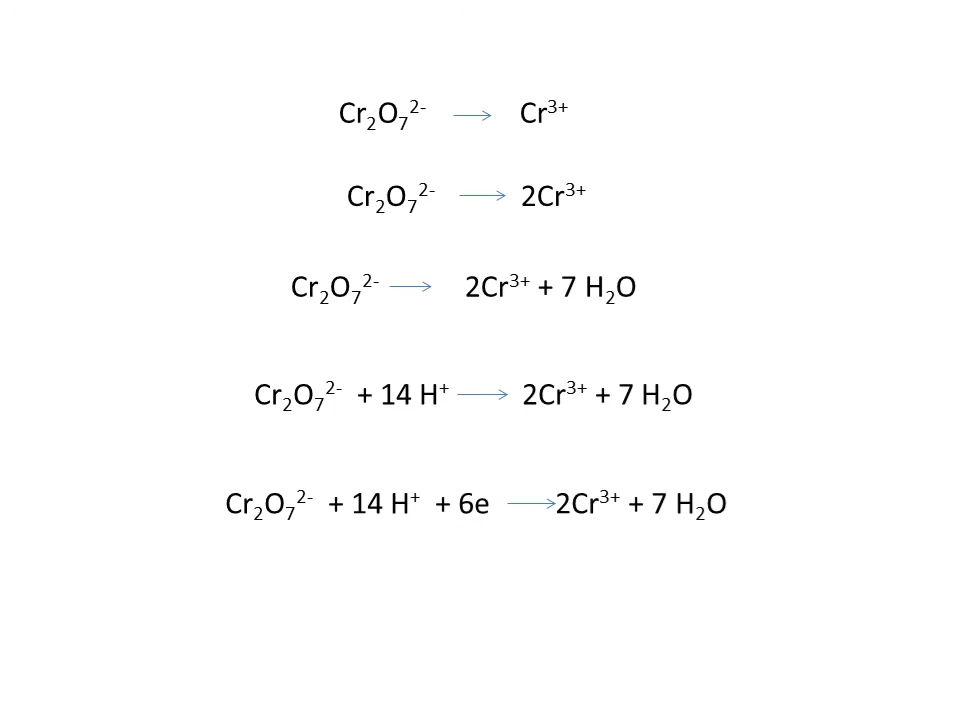 Cr₂O₇²⁻ → Cr³⁺
Cr₂O₇²⁻ → 2Cr³⁺
Cr₂O₇²⁻ → 2Cr³⁺ + 7 H₂O
Cr₂O₇²⁻ + 14 H⁺ → 2Cr³⁺ + 7 H₂O
Cr₂O₇²⁻ + 14 H⁺ + 6e → 2Cr³⁺ + 7 H₂O